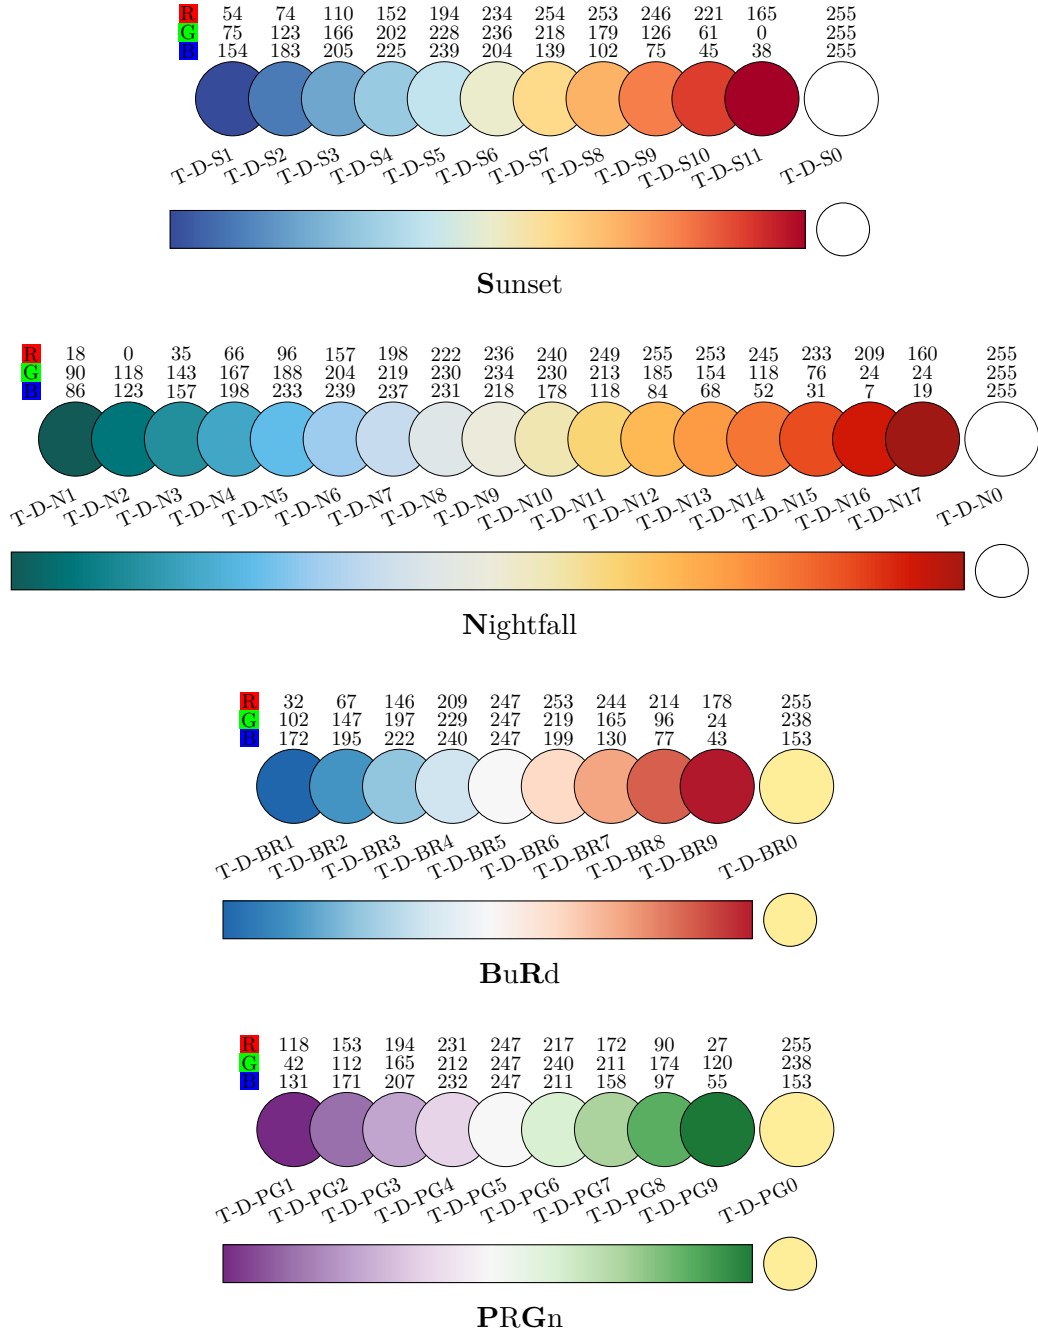 R 54 74 110 152 194 234 254 253 246 221 165 255
G 75 123 166 202 228 236 218 179 126 61 0 255
B 154 183 205 225 239 204 139 102 75 45 38 255
T-D-S1 T-D-S2 T-D-S3 T-D-S4 T-D-S5 T-D-S6 T-D-S7 T-D-S8 T-D-S9 T-D-S10 T-D-S11 T-D-S0
Sunset
R 18 0 35 66 96 157 198 222 236 240 249 255 253 245 233 209 160 255
G 90 118 143 167 188 204 219 230 234 230 213 185 154 118 76 24 24 255
B 86 123 157 198 233 239 237 231 218 178 118 84 68 52 31 7 19 255
T-D-N1 T-D-N2 T-D-N3 T-D-N4 T-D-N5 T-D-N6 T-D-N7 T-D-N8 T-D-N9 T-D-N10 T-D-N11 T-D-N12 T-D-N13 T-D-N14 T-D-N15 T-D-N16 T-D-N17 T-D-N0
Nightfall
R 32 67 146 209 247 253 244 214 178 255
G 102 147 197 229 247 219 165 96 24 238
B 172 195 222 240 247 199 130 77 43 153
T-D-BR1 T-D-BR2 T-D-BR3 T-D-BR4 T-D-BR5 T-D-BR6 T-D-BR7 T-D-BR8 T-D-BR9 T-D-BR0
BuRd
R 118 153 194 231 247 217 172 90 27 255
G 42 112 165 212 247 240 211 174 120 238
B 131 171 207 232 247 211 158 97 55 153
T-D-PG1 T-D-PG2 T-D-PG3 T-D-PG4 T-D-PG5 T-D-PG6 T-D-PG7 T-D-PG8 T-D-PG9 T-D-PG0
PRGn